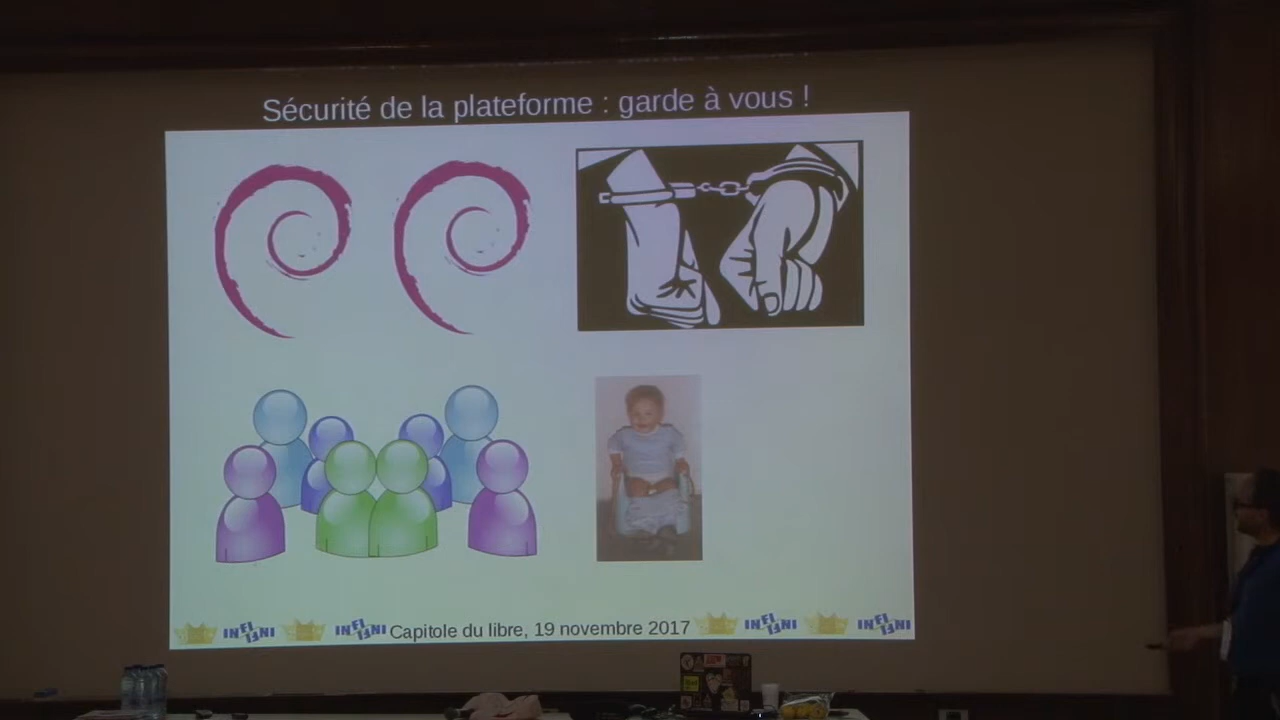 Sécurité de la plateforme : garde à vous !
INFINI INFINI Capitole du libre, 19 novembre 2017 INFINI INFINI